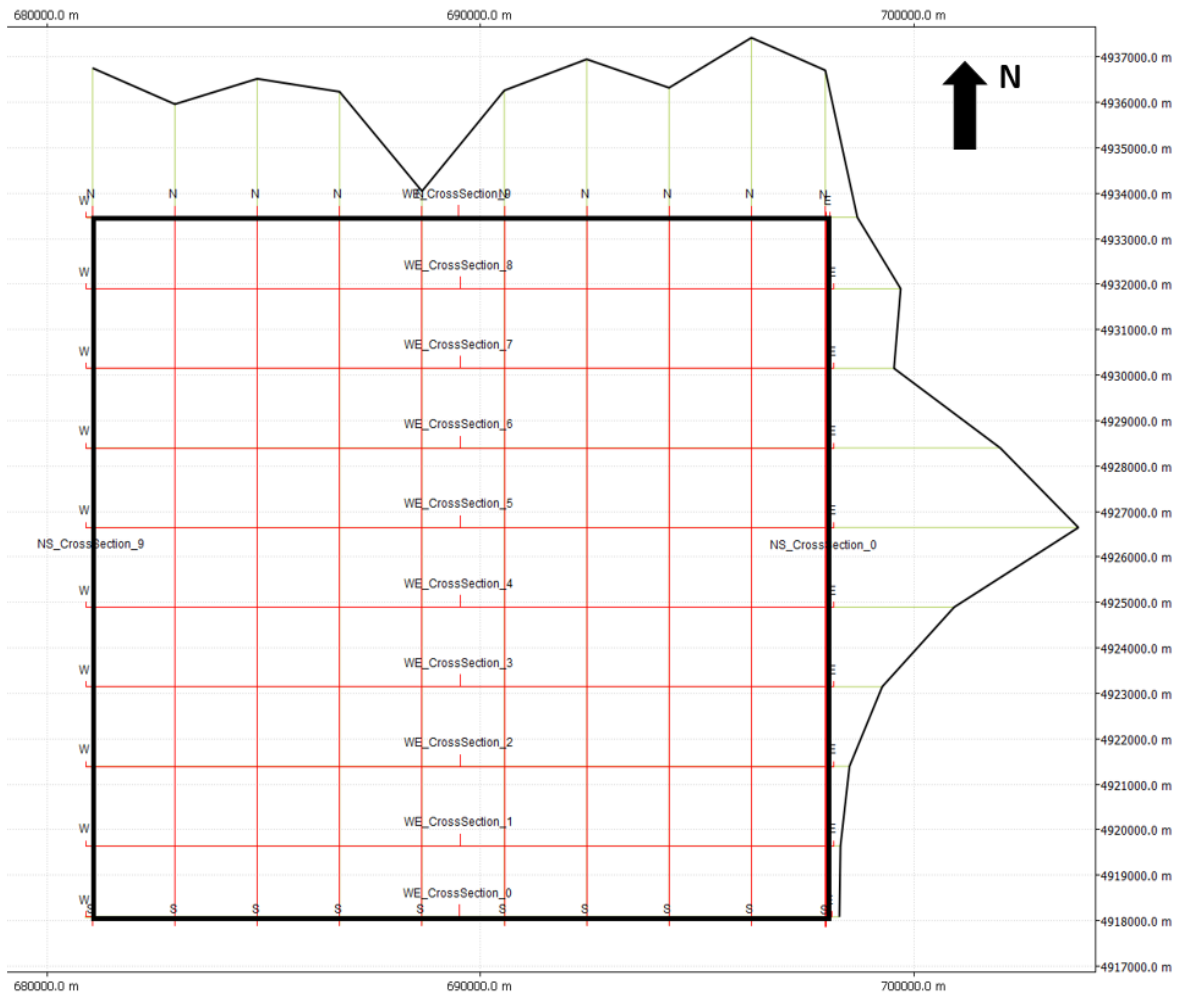 680000.0 m 690000.0 m 700000.0 m
4937000.0 m
N
4936000.0 m
4935000.0 m
4934000.0 m
N N N N N N N N N N
W WE_CrossSection_9 E
4933000.0 m
W WE_CrossSection_8 E
4932000.0 m
4931000.0 m
W WE_CrossSection_7 E
4930000.0 m
4929000.0 m
W WE_CrossSection_6 E
4928000.0 m
W WE_CrossSection_5 E
4927000.0 m
NS_CrossSection_9 NS_CrossSection_0
4926000.0 m
W WE_CrossSection_4 E
4925000.0 m
4924000.0 m
W WE_CrossSection_3 E
4923000.0 m
W WE_CrossSection_2 E
4922000.0 m
4921000.0 m
W WE_CrossSection_1 E
4920000.0 m
4919000.0 m
W WE_CrossSection_0 E
S S S S S S S S S S
4918000.0 m
4917000.0 m
680000.0 m 690000.0 m 700000.0 m